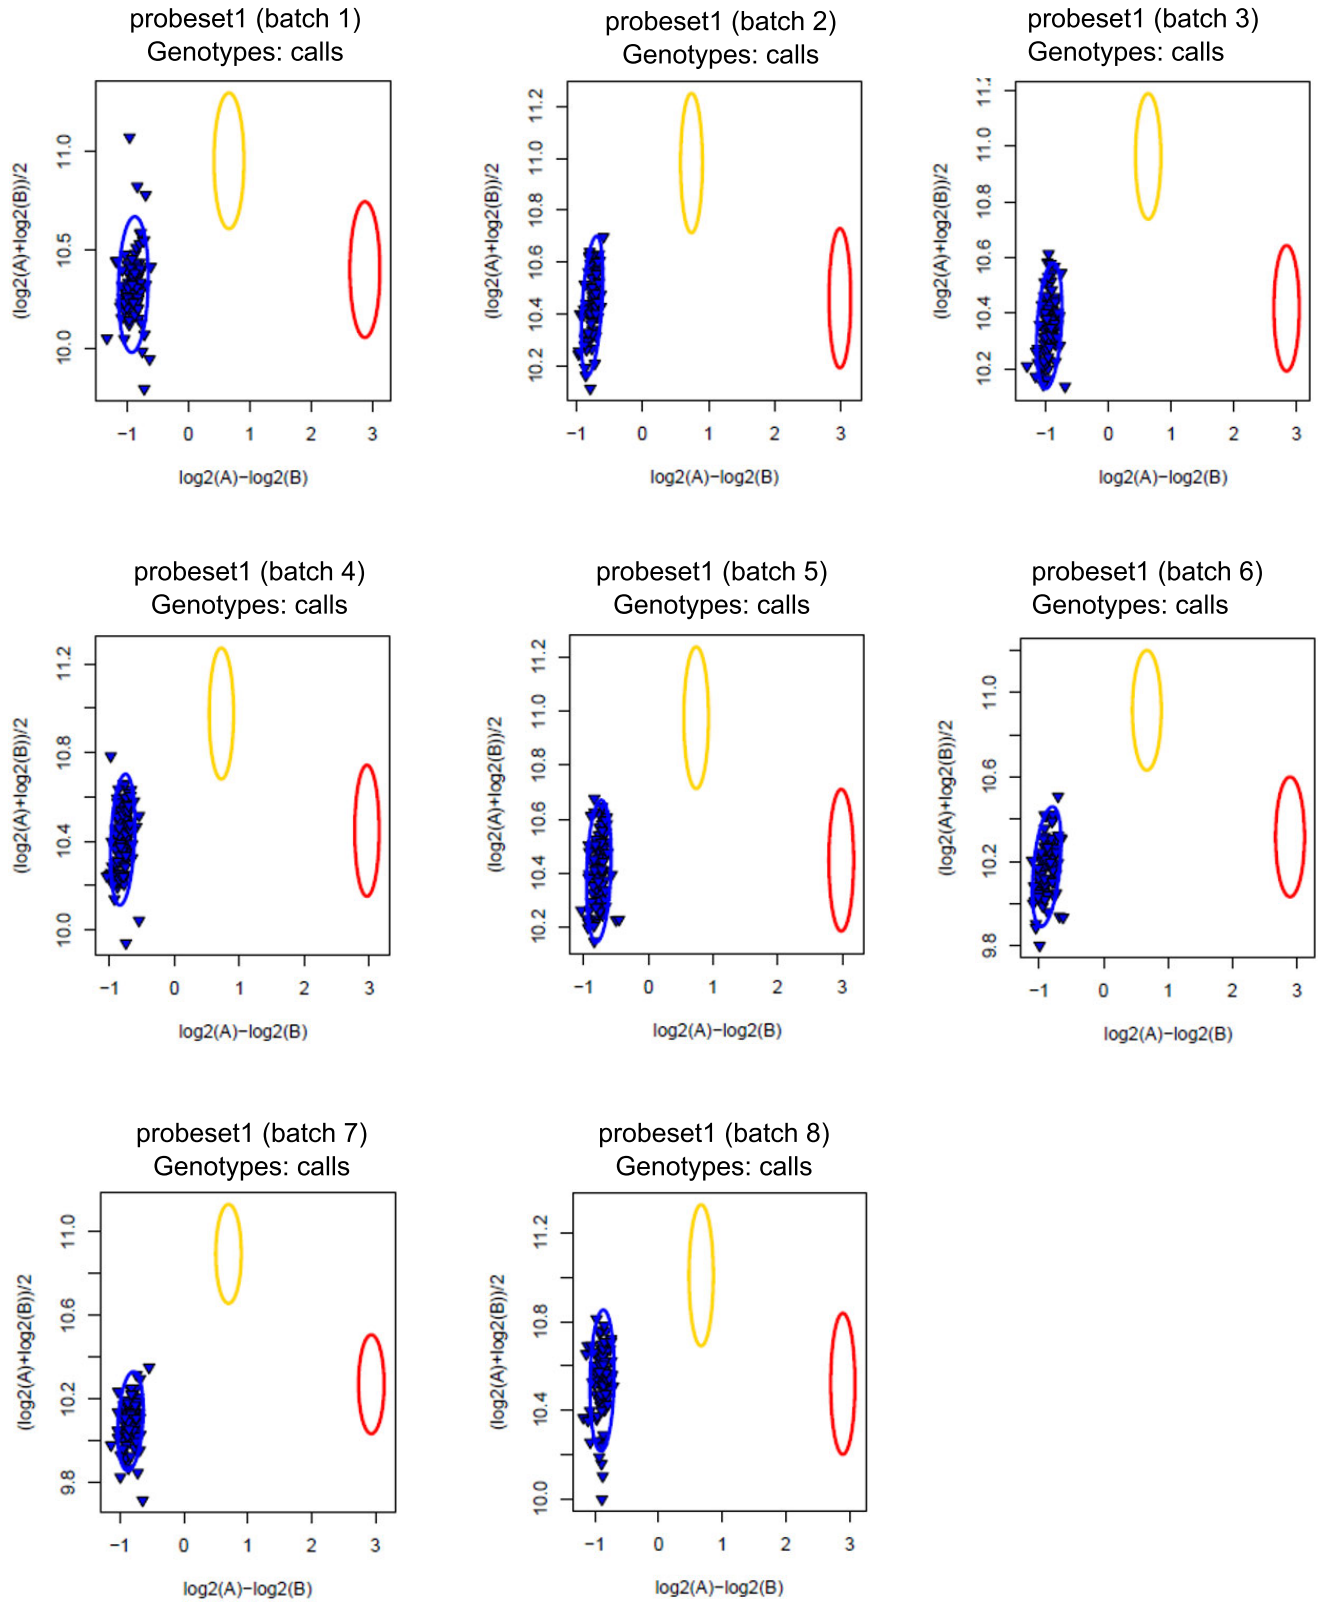 probeset1 (batch 1)
Genotypes: calls
(log2(A)+log2(B))/2
11.0
10.5
10.0
−1 0 1 2 3
log2(A)−log2(B)
probeset1 (batch 2)
Genotypes: calls
(log2(A)+log2(B))/2
11.2
11.0
10.8
10.6
10.4
10.2
−1 0 1 2 3
log2(A)−log2(B)
probeset1 (batch 3)
Genotypes: calls
(log2(A)+log2(B))/2
11.0
10.8
10.6
10.4
10.2
−1 0 1 2 3
log2(A)−log2(B)
probeset1 (batch 4)
Genotypes: calls
(log2(A)+log2(B))/2
11.2
10.8
10.4
10.0
−1 0 1 2 3
log2(A)−log2(B)
probeset1 (batch 5)
Genotypes: calls
(log2(A)+log2(B))/2
11.2
11.0
10.8
10.6
10.4
10.2
−1 0 1 2 3
log2(A)−log2(B)
probeset1 (batch 6)
Genotypes: calls
(log2(A)+log2(B))/2
11.0
10.6
10.2
9.8
−1 0 1 2 3
log2(A)−log2(B)
probeset1 (batch 7)
Genotypes: calls
(log2(A)+log2(B))/2
11.0
10.6
10.2
9.8
−1 0 1 2 3
log2(A)−log2(B)
probeset1 (batch 8)
Genotypes: calls
(log2(A)+log2(B))/2
11.2
10.8
10.4
10.0
−1 0 1 2 3
log2(A)−log2(B)